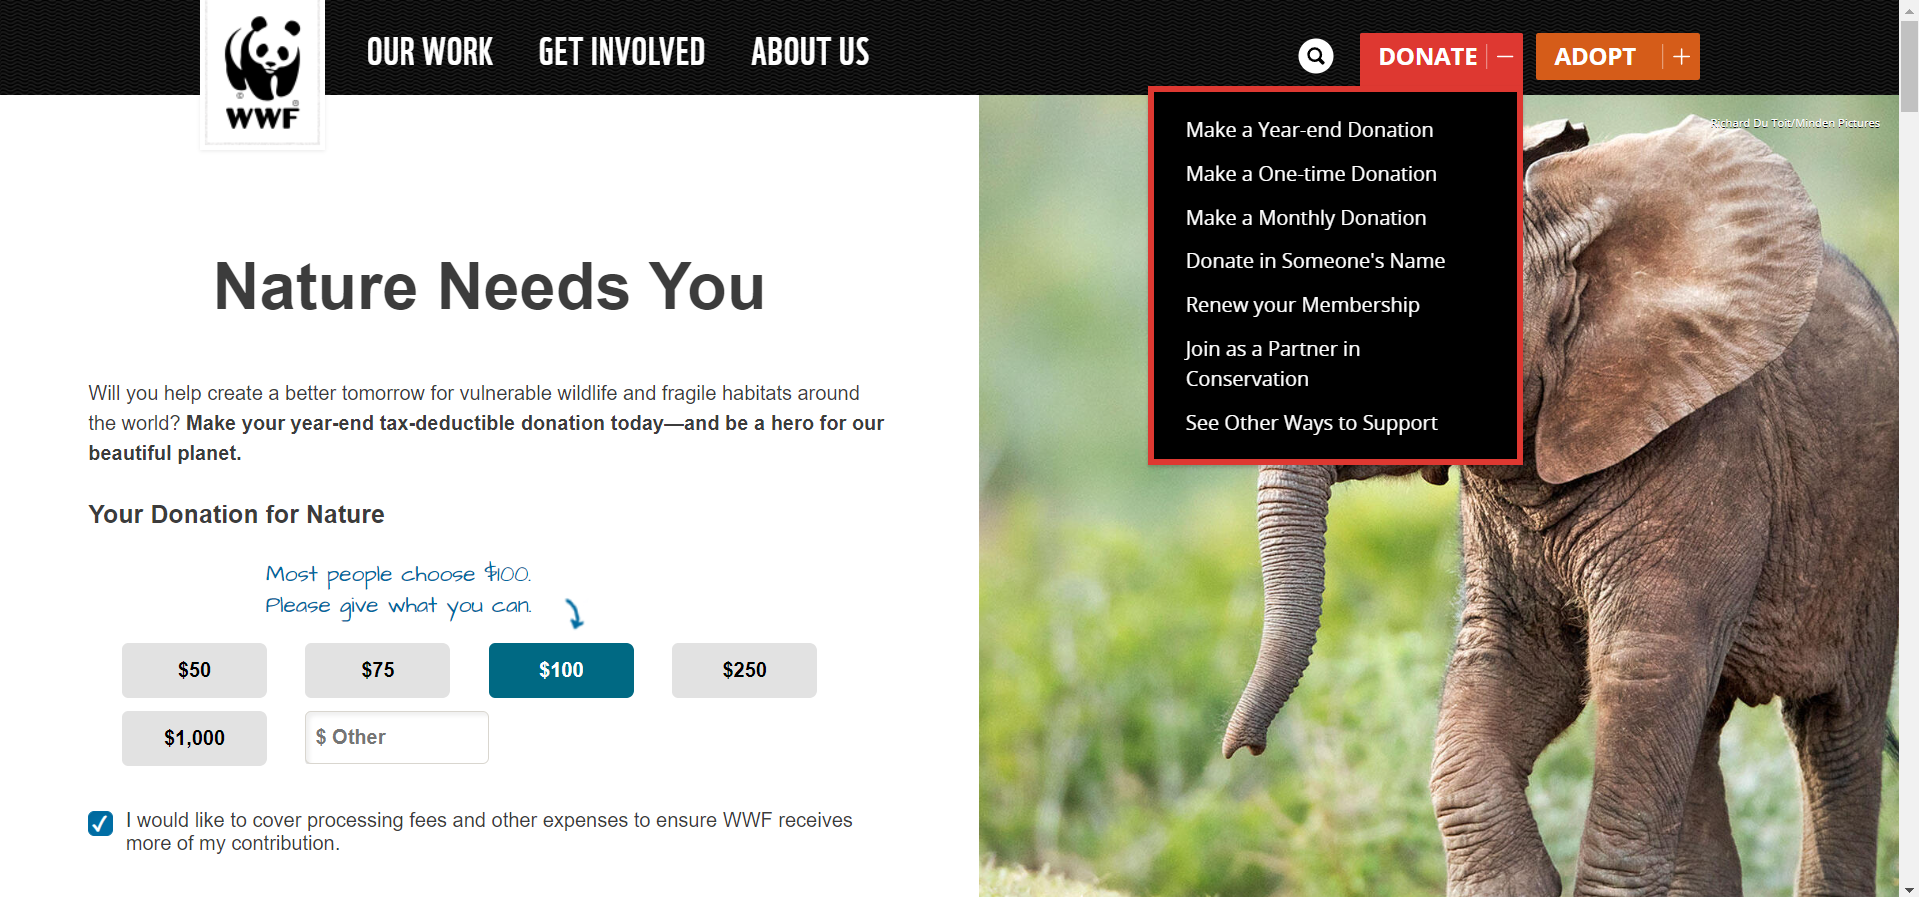 WWF
OUR WORK
GET INVOLVED
ABOUT US
DONATE
ADOPT
Make a Year-end Donation
Make a One-time Donation
Make a Monthly Donation
Donate in Someone's Name
Renew your Membership
Join as a Partner in
Conservation
See Other Ways to Support
Richard Du Toit/Minden Pictures
Nature Needs You
Will you help create a better tomorrow for vulnerable wildlife and fragile habitats around
the world? Make your year-end tax-deductible donation today—and be a hero for our
beautiful planet.
Your Donation for Nature
Most people choose $100.
Please give what you can.
$50
$75
$100
$250
$1,000
$ Other
I would like to cover processing fees and other expenses to ensure WWF receives
more of my contribution.